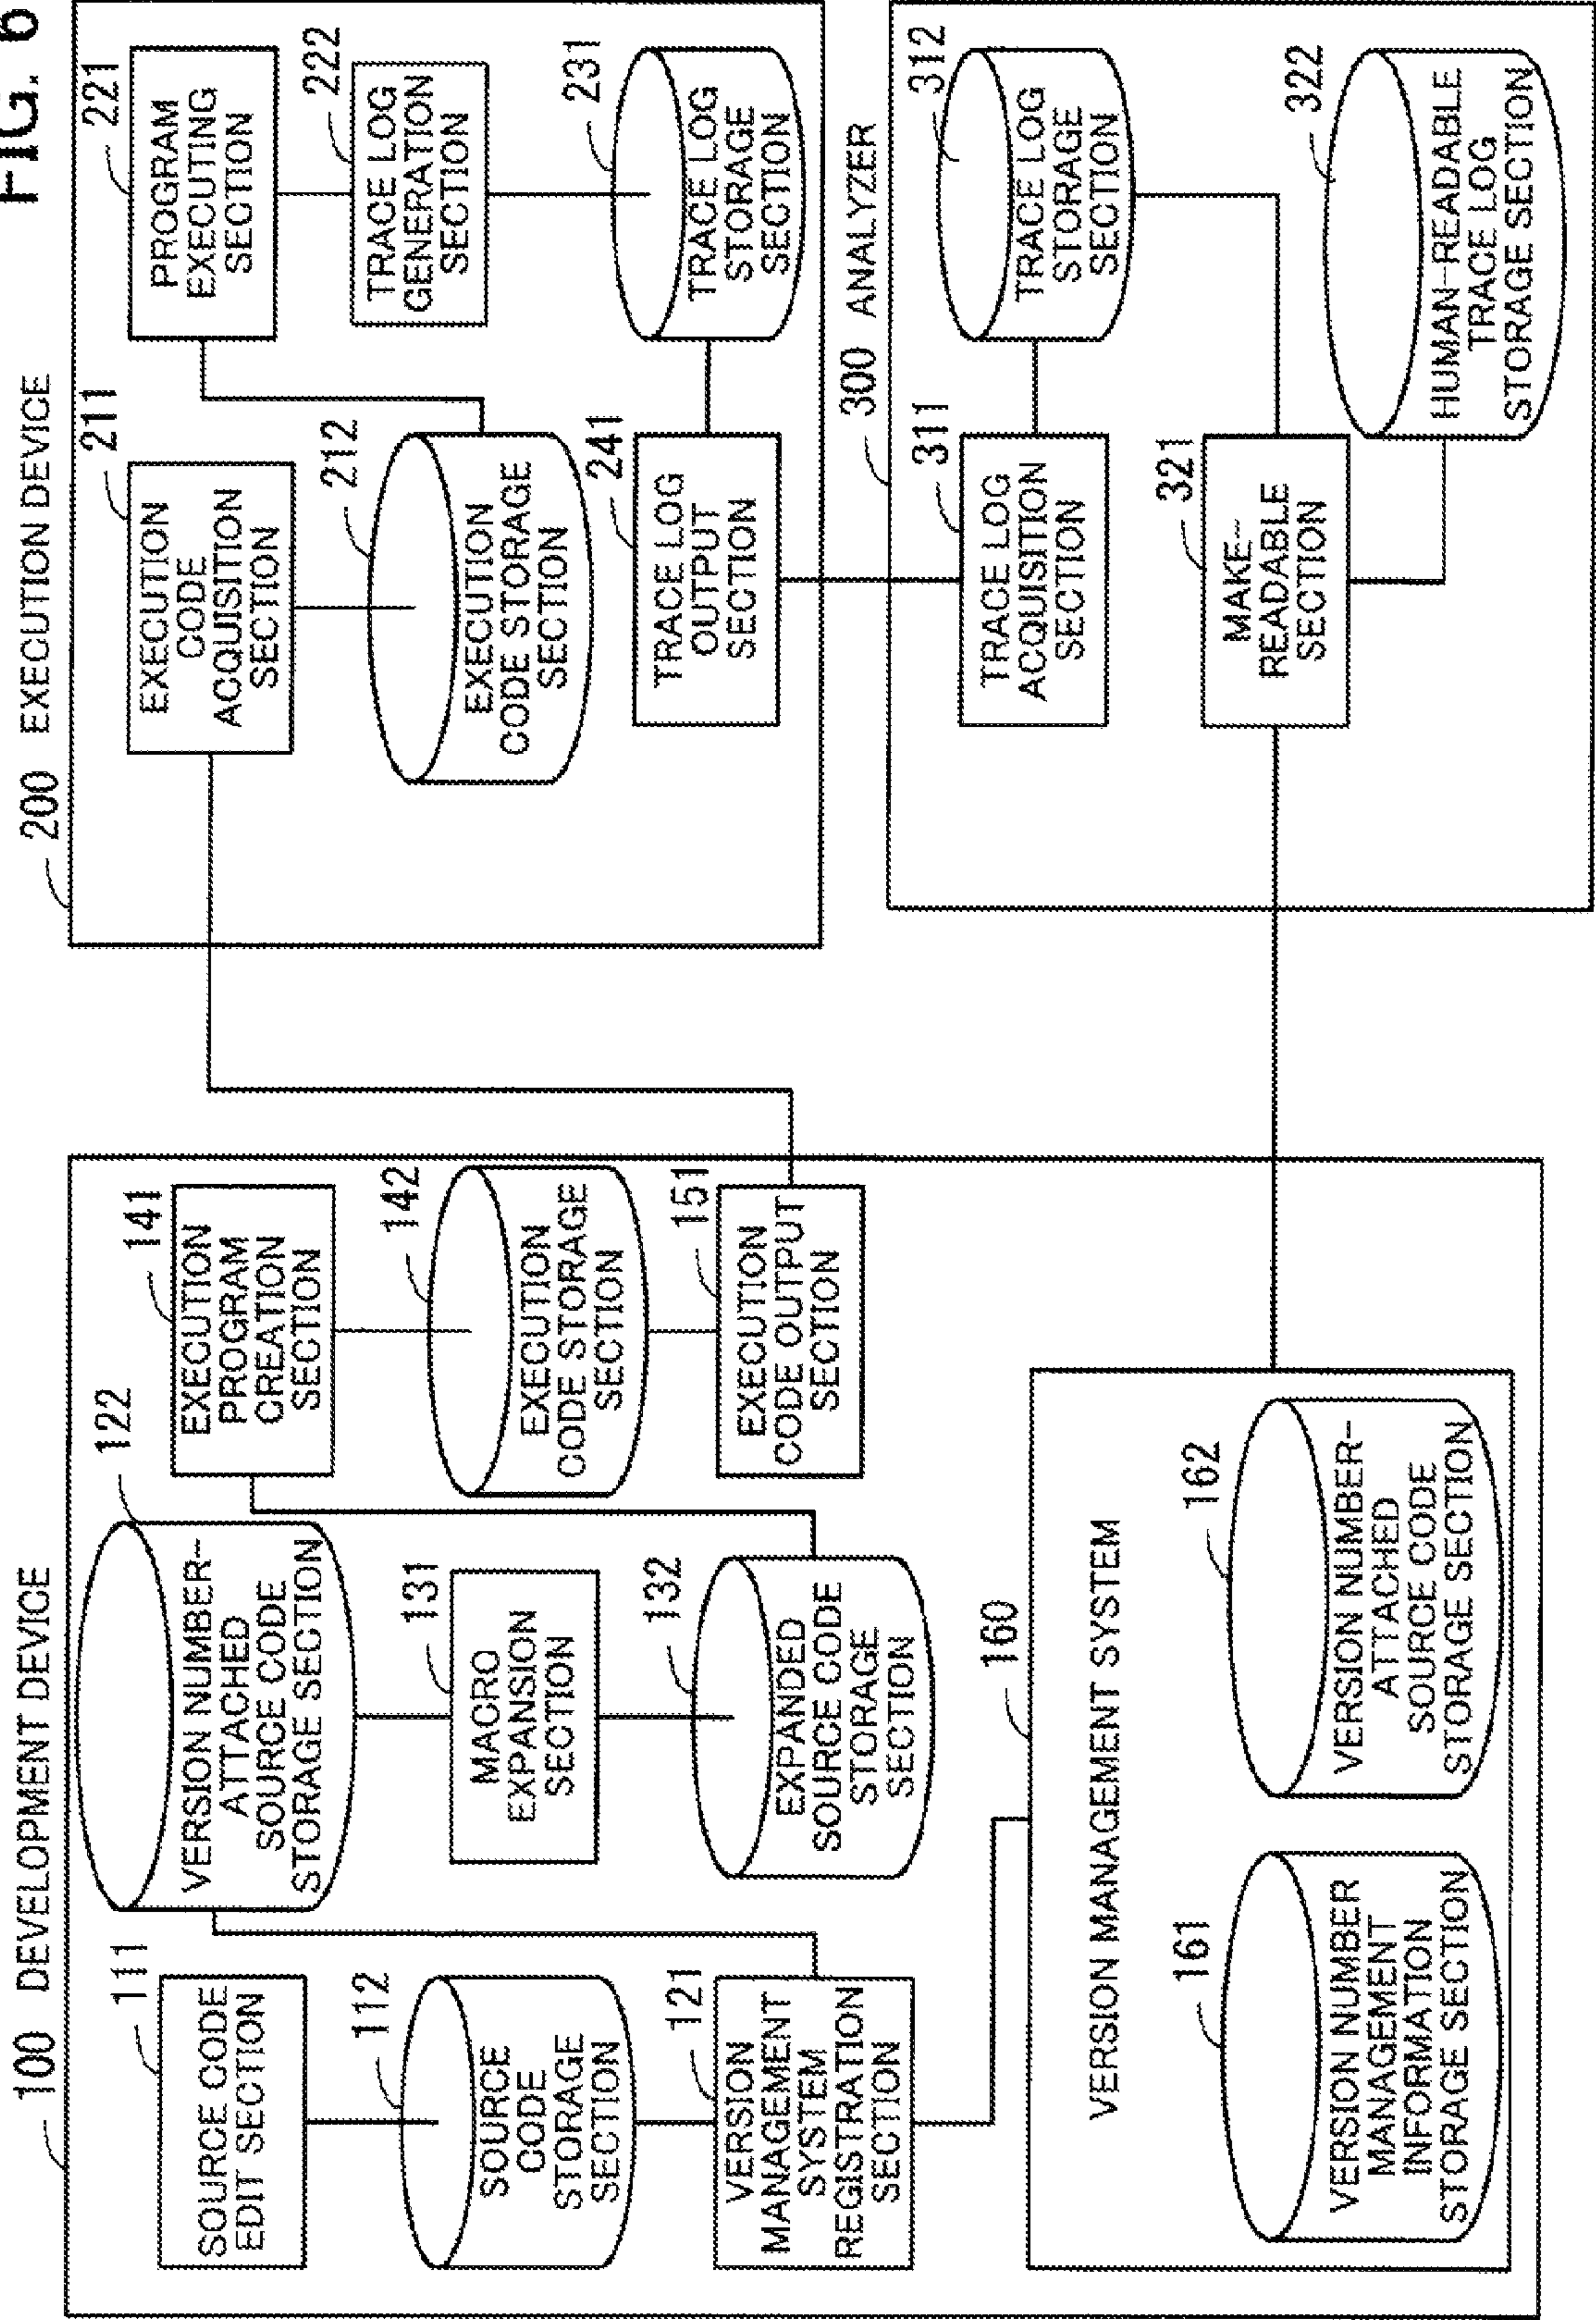 FIG. 6
100 DEVELOPMENT DEVICE
111
SOURCE CODE
EDIT SECTION
112
SOURCE
CODE
STORAGE
SECTION
121
VERSION
MANAGEMENT
SYSTEM
REGISTRATION
SECTION
122
VERSION NUMBER-
ATTACHED
SOURCE CODE
STORAGE SECTION
131
MACRO
EXPANSION
SECTION
132
EXPANDED
SOURCE CODE
STORAGE
SECTION
141
EXECUTION
PROGRAM
CREATION
SECTION
142
EXECUTION
CODE STORAGE
SECTION
151
EXECUTION
CODE OUTPUT
SECTION
160
VERSION MANAGEMENT SYSTEM
161
VERSION NUMBER
MANAGEMENT
INFORMATION
STORAGE SECTION
162
VERSION NUMBER-
ATTACHED
SOURCE CODE
STORAGE SECTION
200 EXECUTION DEVICE
211
EXECUTION
CODE
ACQUISITION
SECTION
212
EXECUTION
CODE STORAGE
SECTION
221
PROGRAM
EXECUTING
SECTION
222
TRACE LOG
GENERATION
SECTION
231
TRACE LOG
STORAGE
SECTION
241
TRACE LOG
OUTPUT
SECTION
300 ANALYZER
311
TRACE LOG
ACQUISITION
SECTION
312
TRACE LOG
STORAGE
SECTION
321
MAKE-
READABLE
SECTION
322
HUMAN-READABLE
TRACE LOG
STORAGE SECTION